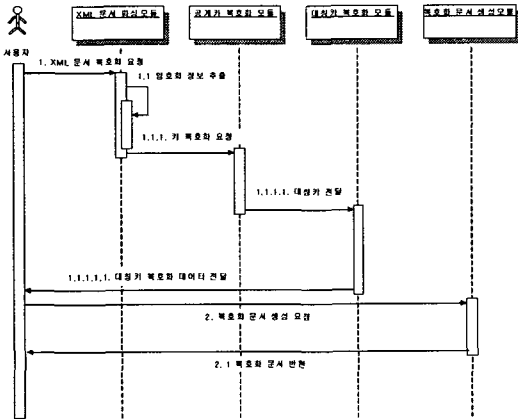 XML 문서 파싱모듈
공개키 복호화 모듈
대칭키 복호화 모듈
복호화 문서 생성모듈
사용자
1. XML 문서 복호화 요청
1.1 암호화 정보 추출
1.1.1. 키 복호화 요청
1.1.1.1. 대칭키 전달
1.1.1.1.1. 대칭키 복호화 데이터 전달
2. 복호화 문서 생성 요청
2.1 복호화 문서 반환